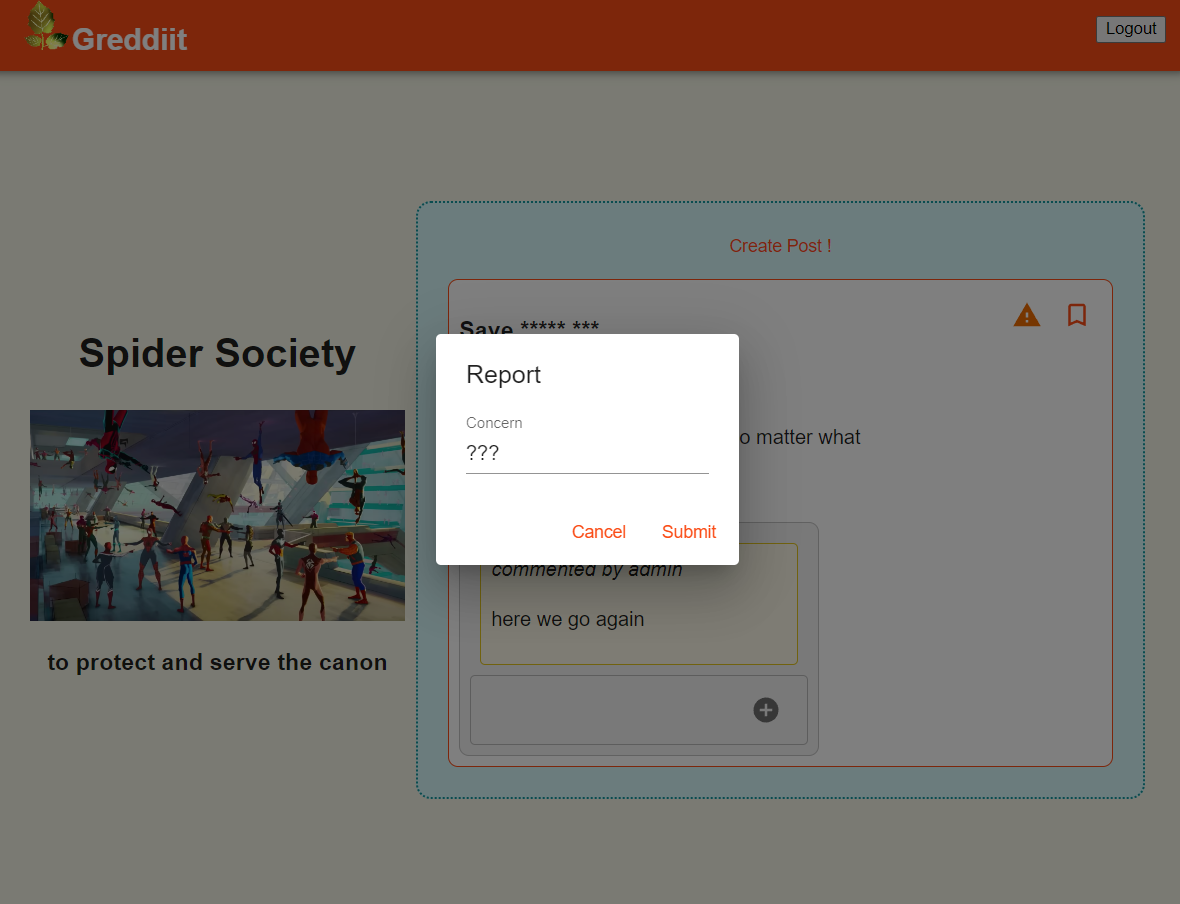 Greddiit
Logout
Create Post !
Save ***** ***
Spider Society
Report
Concern
???
o matter what
Cancel
Submit
commented by admin
here we go again
to protect and serve the canon